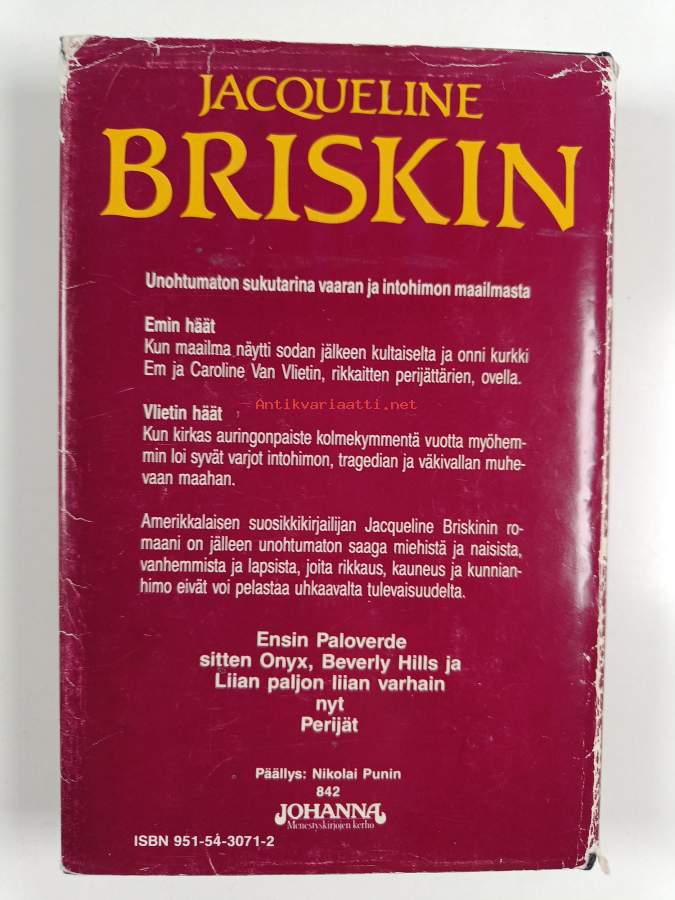 JACQUELINE
BRISKIN
Unohtumaton sukutarina vaaran ja intohimon maailmasta
Emin häät
Kun maailma näytti sodan jälkeen kultaiselta ja onni kurkki
Em ja Caroline Van Vlietin, rikkaitten perijättärien, ovella.
Antikvariaatti.net
Vlietin häät
Kun kirkas auringonpaiste kolmekymmentä vuotta myöhem-
min loi syvät varjot intohimon, tragedian ja väkivallan muhe-
vaan maahan.
Amerikkalaisen suosikkikirjailijan Jacqueline Briskinin ro-
maani on jälleen unohtumaton saaga miehistä ja naisista,
vanhemmista ja lapsista, joita rikkaus, kauneus ja kunnian-
himo eivät voi pelastaa uhkaavalta tulevaisuudelta.
Ensin Paloverde
sitten Onyx, Beverly Hills ja
Liian paljon liian varhain
nyt
Perijät
Päällys: Nikolai Punin
842
JOHANNA
Menestyskirjojen kerho
ISBN 951-54-3071-2